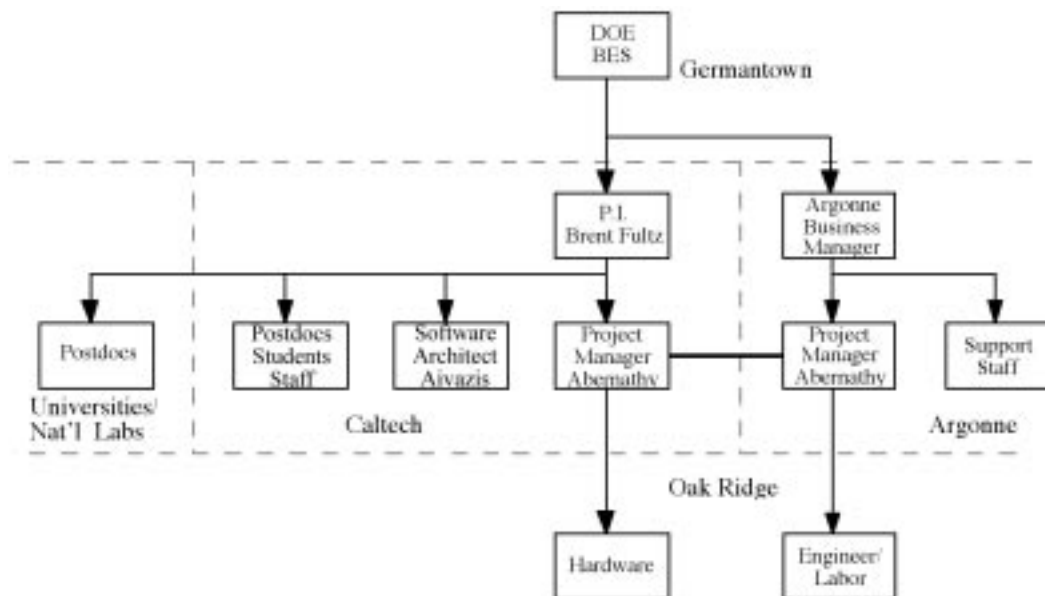 DOE
BES
Germantown
P.I.
Brent Fultz
Argonne
Business
Manager
Postdocs
Postdocs
Students
Staff
Software
Architect
Aivazis
Project
Manager
Abernathy
Project
Manager
Abernathy
Support
Staff
Universities/
Nat'l Labs
Caltech
Argonne
Oak Ridge
Hardware
Engineer/
Labor